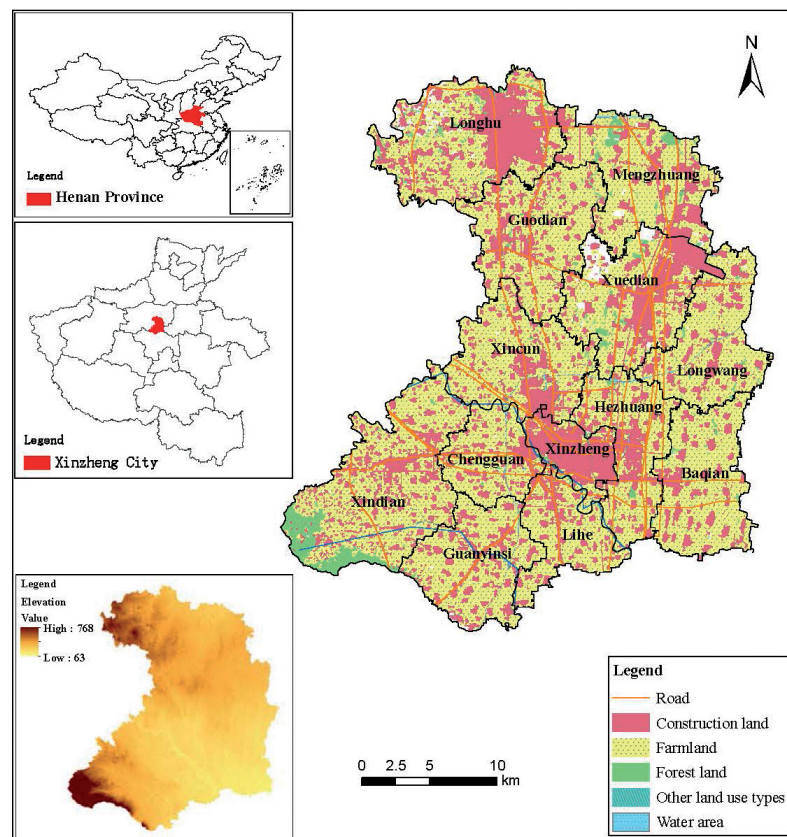 Legend
Henan Province
Legend
Xinzheng City
Legend
Elevation
Value
High : 768
Low : 63
N
Longhu
Mengzhuang
Guodian
Xuedian
Xincun
Longwang
Hezhuang
Xinzheng
Chengguan
Baqian
Xindian
Lihe
Guanyinsi
0 2.5 5 10
km
Legend
Road
Construction land
Farmland
Forest land
Other land use types
Water area